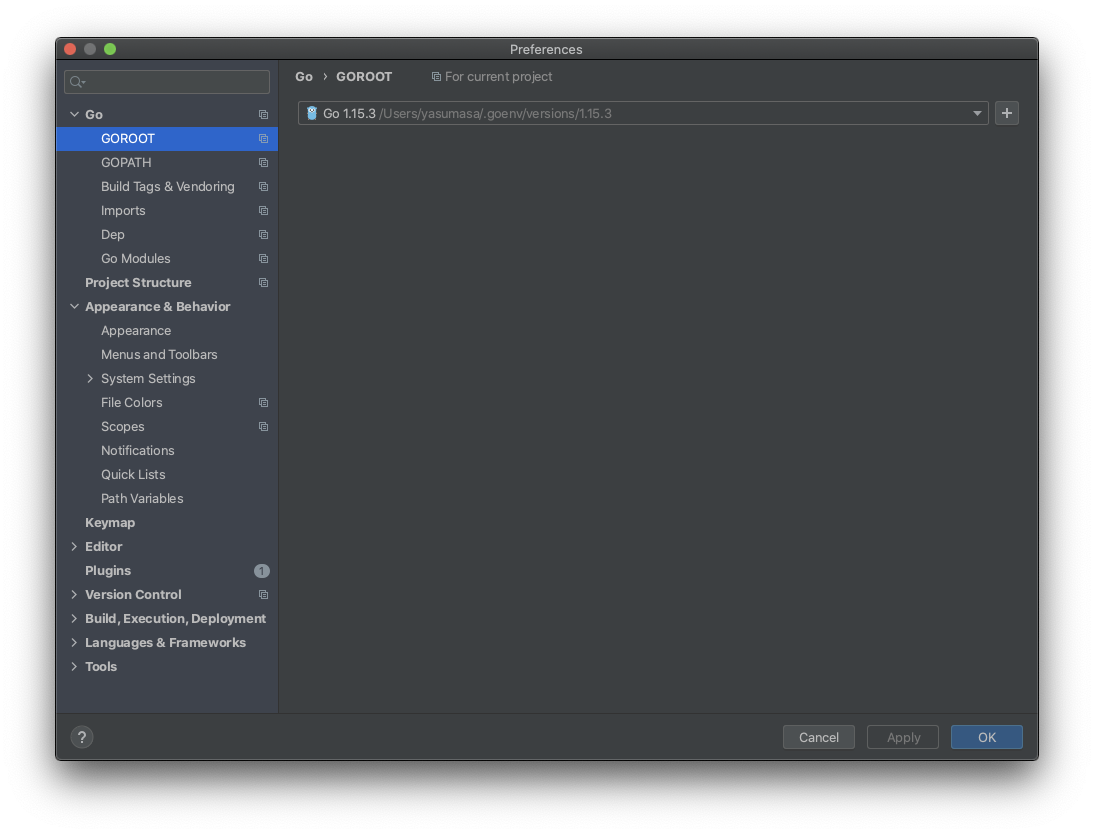 Preferences
Go
GOROOT
GOPATH
Build Tags & Vendoring
Imports
Dep
Go Modules
Project Structure
Appearance & Behavior
Appearance
Menus and Toolbars
System Settings
File Colors
Scopes
Notifications
Quick Lists
Path Variables
Keymap
Editor
Plugins 1
Version Control
Build, Execution, Deployment
Languages & Frameworks
Tools
Go › GOROOT For current project
Go 1.15.3 /Users/yasumasa/.goenv/versions/1.15.3
?
Cancel Apply OK